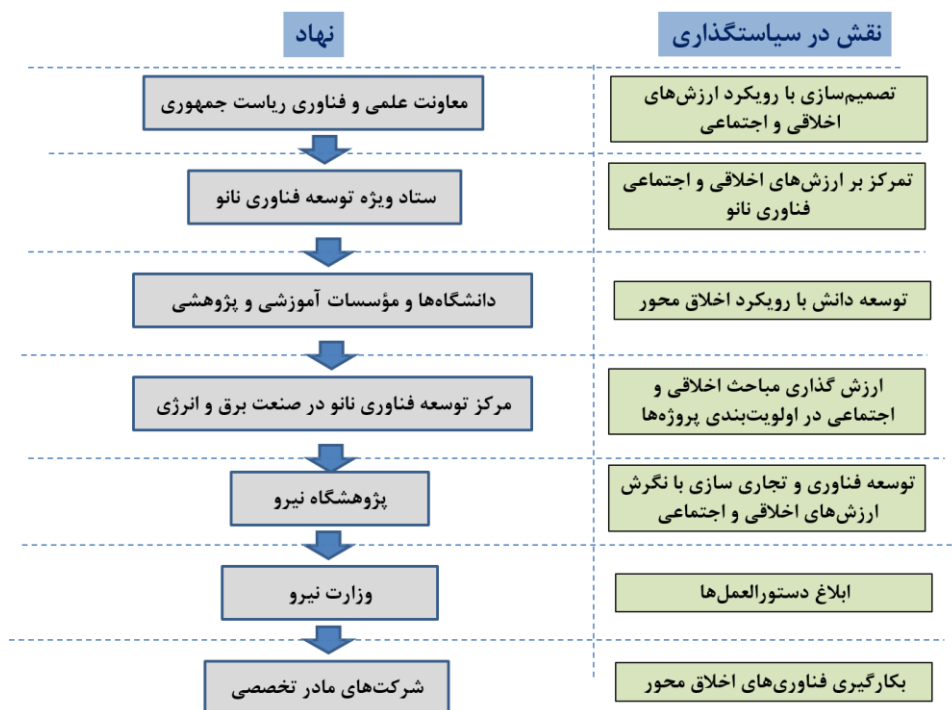 نقش در سیاستگذاری
نهاد
تصمیم‌سازی با رویکرد ارزش‌های
اخلاقی و اجتماعی
معاونت علمی و فناوری ریاست جمهوری
تمرکز بر ارزش‌های اخلاقی و اجتماعی
فناوری نانو
ستاد ویژه توسعه فناوری نانو
توسعه دانش با رویکرد اخلاق محور
دانشگاه‌ها و مؤسسات آموزشی و پژوهشی
ارزش گذاری مباحث اخلاقی و
اجتماعی در اولویت‌بندی پروژه‌ها
مرکز توسعه فناوری نانو در صنعت برق و انرژی
توسعه فناوری و تجاری سازی با نگرش
ارزش‌های اخلاقی و اجتماعی
پژوهشگاه نیرو
ابلاغ دستورالعمل‌ها
وزارت نیرو
بکارگیری فناوری‌های اخلاق محور
شرکت‌های مادر تخصصی